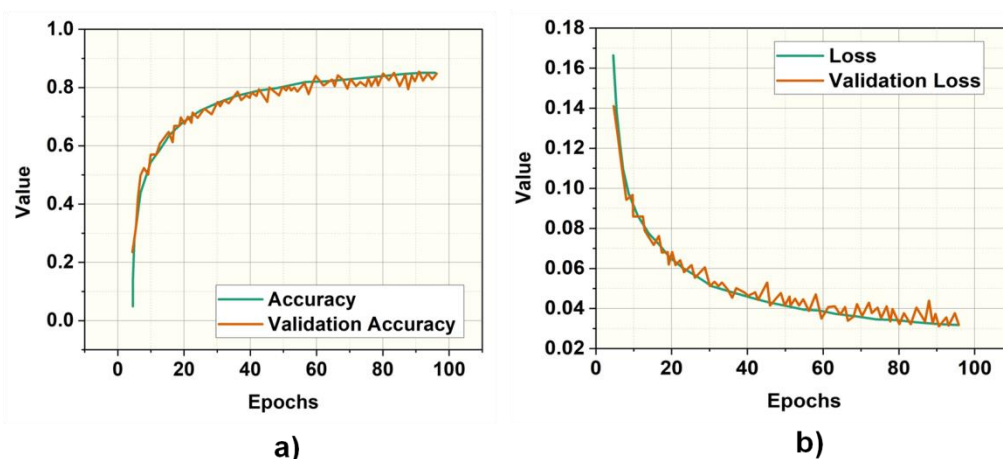 1.0
0.8
0.6
0.4
0.2
0.0
Value
Accuracy
Validation Accuracy
0 20 40 60 80 100
Epochs
a)
0.18
0.16
0.14
0.12
0.10
0.08
0.06
0.04
0.02
Value
Loss
Validation Loss
0 20 40 60 80 100
Epochs
b)